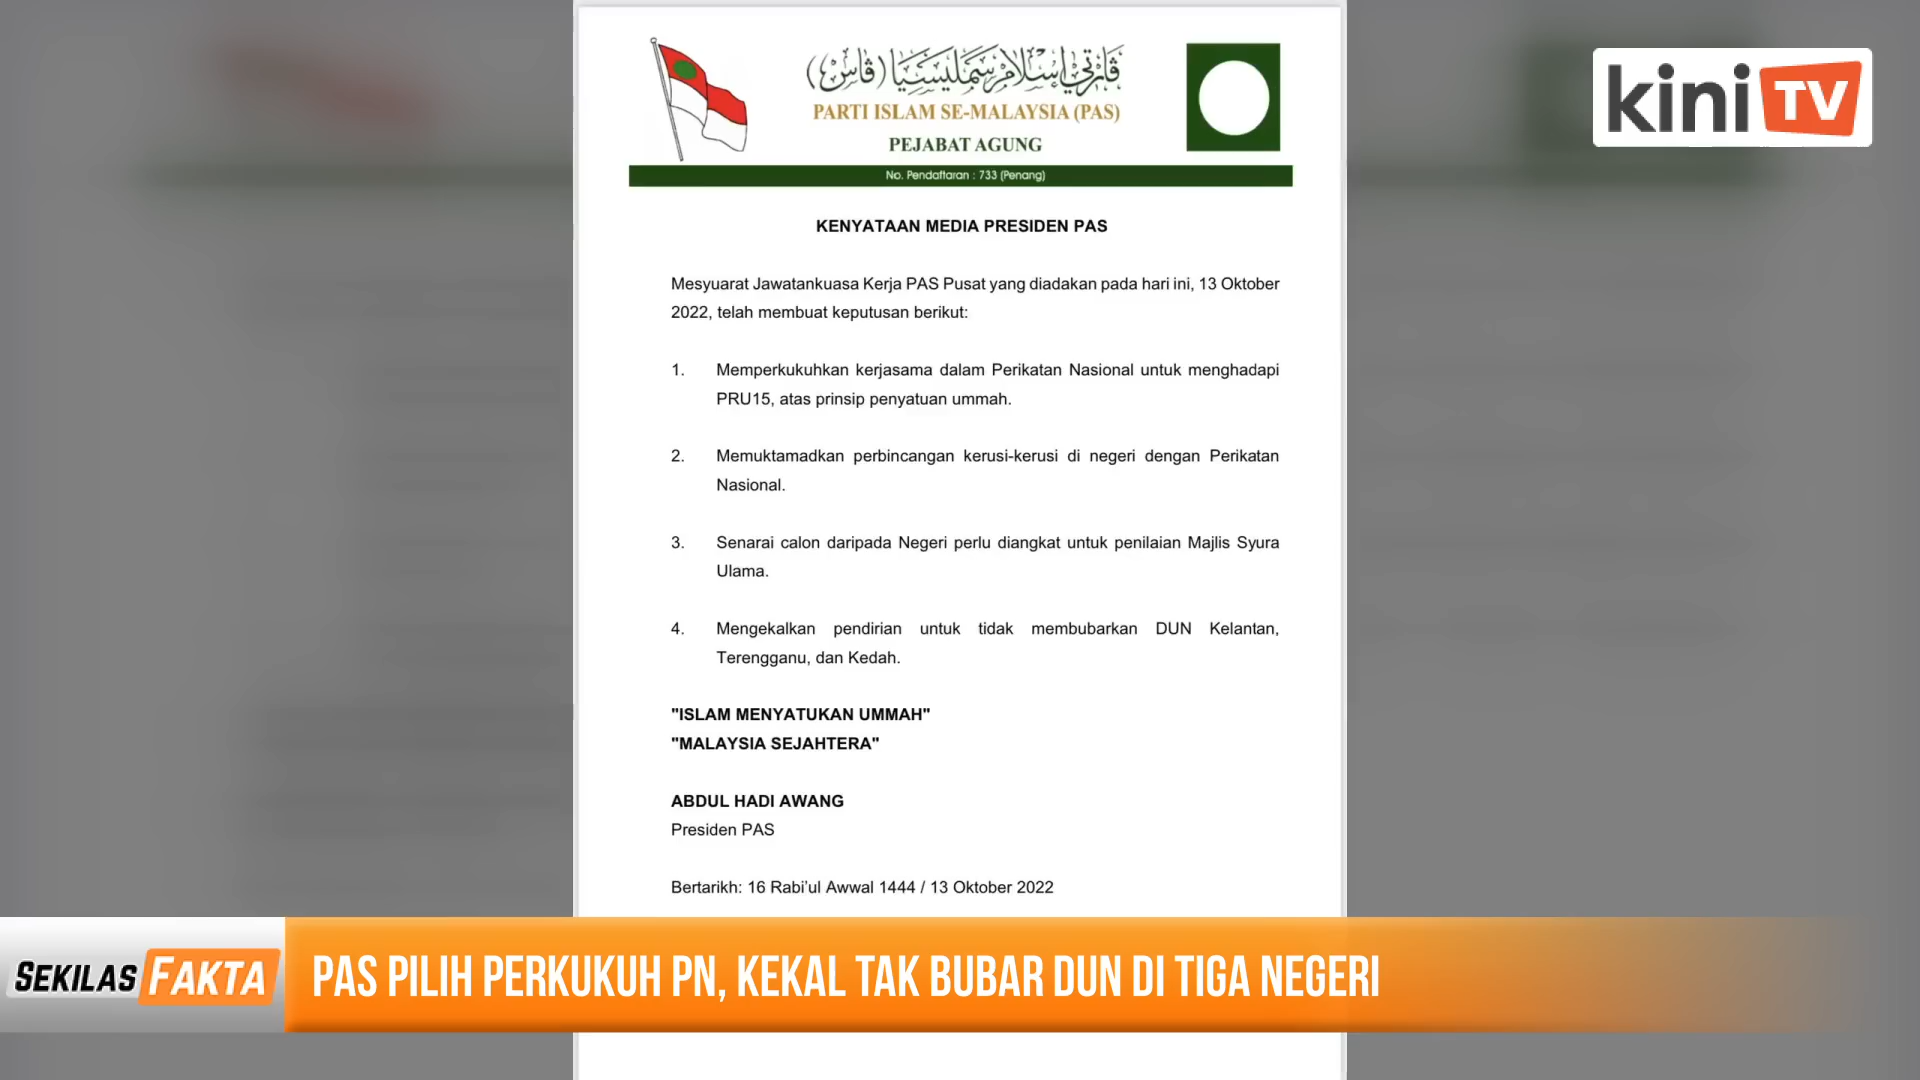 ڤارتي إسلام سمليسيا (ڤاس)
PARTI ISLAM SE-MALAYSIA (PAS)
PEJABAT AGUNG
No. Pendaftaran : 733 (Penang)
kini TV
KENYATAAN MEDIA PRESIDEN PAS
Mesyuarat Jawatankuasa Kerja PAS Pusat yang diadakan pada hari ini, 13 Oktober
2022, telah membuat keputusan berikut:
1. Memperkukuhkan kerjasama dalam Perikatan Nasional untuk menghadapi
PRU15, atas prinsip penyatuan ummah.
2. Memuktamadkan perbincangan kerusi-kerusi di negeri dengan Perikatan
Nasional.
3. Senarai calon daripada Negeri perlu diangkat untuk penilaian Majlis Syura
Ulama.
4. Mengekalkan pendirian untuk tidak membubarkan DUN Kelantan,
Terengganu, dan Kedah.
"ISLAM MENYATUKAN UMMAH"
"MALAYSIA SEJAHTERA"
ABDUL HADI AWANG
Presiden PAS
Bertarikh: 16 Rabi’ul Awwal 1444 / 13 Oktober 2022
SEKILAS FAKTA
PAS PILIH PERKUKUH PN, KEKAL TAK BUBAR DUN DI TIGA NEGERI